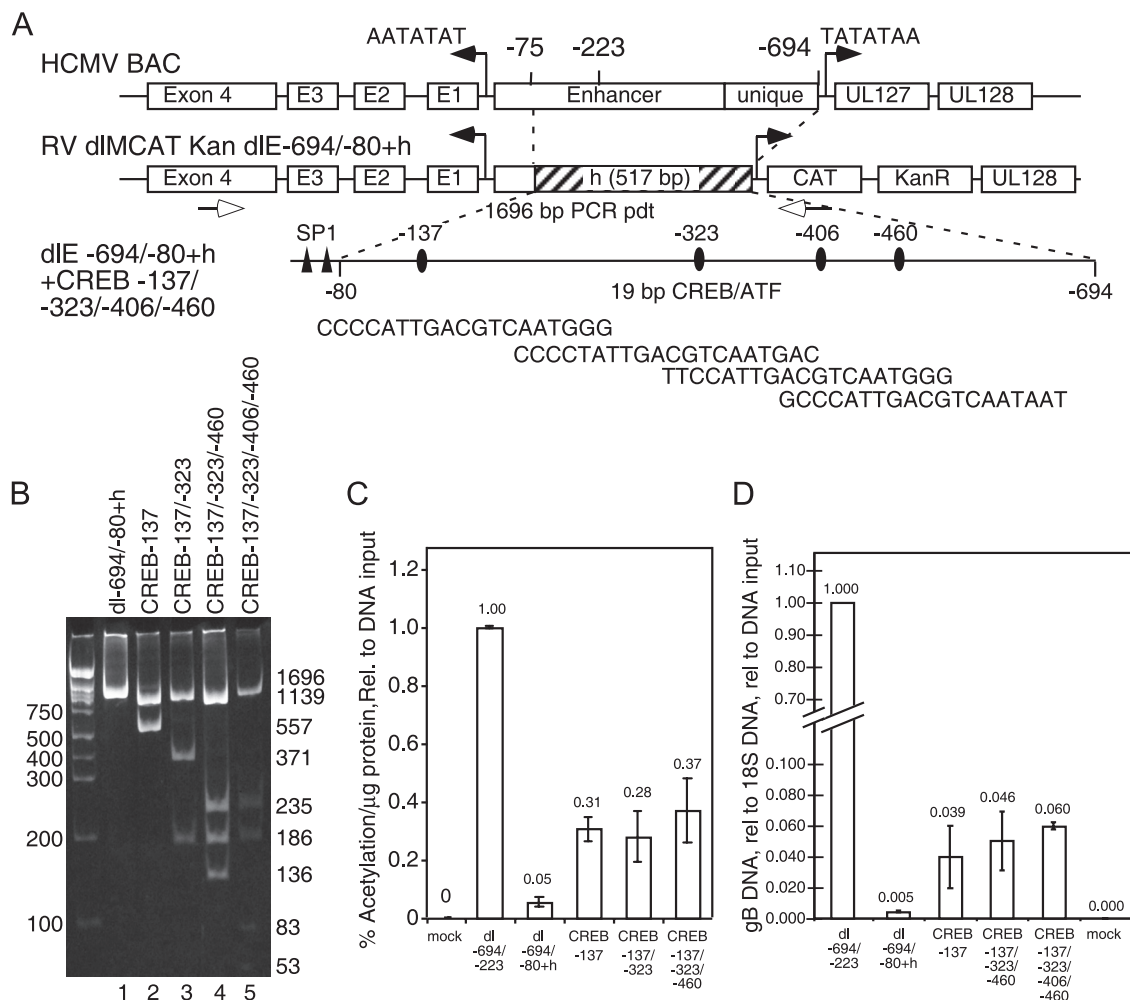 A
AATATAT
-75
-223
-694
TATATAA
HCMV BAC
Exon 4
E3
E2
E1
Enhancer
unique
UL127
UL128
RV dlMCAT Kan dlE-694/-80+h
Exon 4
E3
E2
E1
h (517 bp)
CAT
KanR
UL128
1696 bp PCR pdt
dlE -694/-80+h
+CREB -137/
-323/-406/-460
SP1
-137
-323
-406
-460
-80
19 bp CREB/ATF
-694
CCCCATTGACGTCAATGGG
CCCCTATTGACGTCAATGAC
TTCCATTGACGTCAATGGG
GCCCATTGACGTCAATAAT
B
dl-694/-80+h
CREB-137
CREB-137/-323
CREB-137/-323/-460
CREB-137/-323/-406/-460
750
500
400
300
200
100
1696
1139
557
371
235
186
136
83
53
1 2 3 4 5
C
% Acetylation/µg protein,Rel. to DNA input
1.2
1.0
0.8
0.6
0.4
0.2
0
0
1.00
0.05
0.31
0.28
0.37
mock
dl
-694/
-223
dl
-694/
-80+h
CREB
-137
CREB
-137/
-323
CREB
-137/
-323/
-460
D
gB DNA, rel to 18S DNA, rel to DNA input
1.10
1.00
0.90
0.80
0.70
0.120
0.100
0.080
0.060
0.040
0.020
0.000
1.000
0.005
0.039
0.046
0.060
0.000
dl
-694/
-223
dl
-694/
-80+h
CREB
-137
CREB
-137/
-323/
-460
CREB
-137/
-323/
-406/
-460
mock